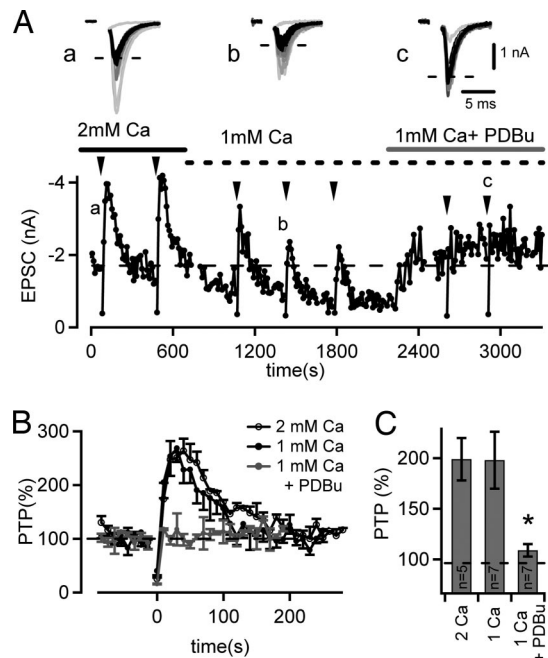 A
a
b
c
1 nA
5 ms
2mM Ca
1mM Ca
1mM Ca+ PDBu
EPSC (nA)
-4
-2
0
a
b
c
0
600
1200
1800
2400
3000
time(s)
B
PTP(%)
300
200
100
0
2 mM Ca
1 mM Ca
1 mM Ca
+ PDBu
0
100
200
time(s)
C
PTP (%)
200
150
100
*
n=5
n=7
n=7
2 Ca
1 Ca
1 Ca
+ PDBu